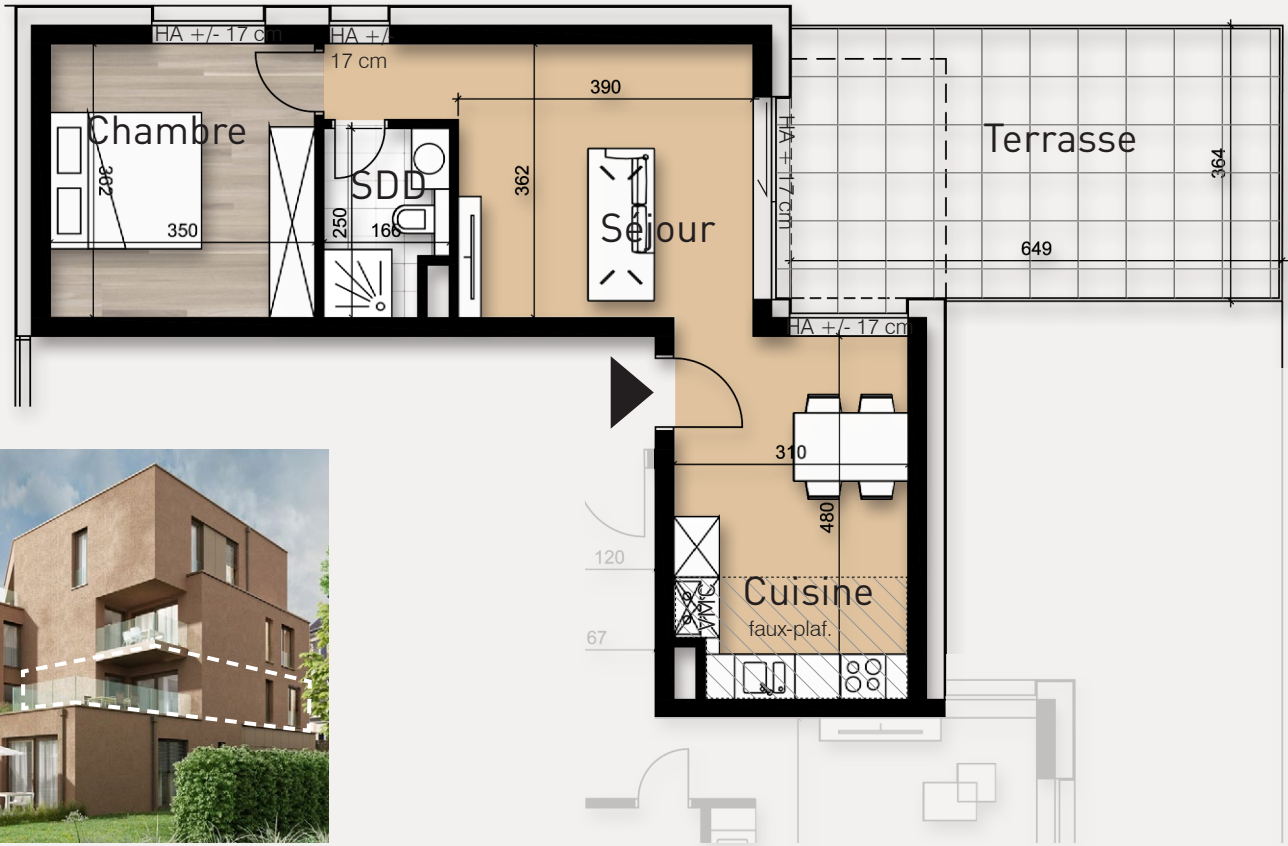 HA +/- 17 cm
HA +/-
17 cm
390
Chambre
362
350
SDD
250
166
362
Séjour
HA +/- 17 cm
Terrasse
364
649
HA +/- 17 cm
310
480
120
67
Cuisine
faux-plaf.
VMC